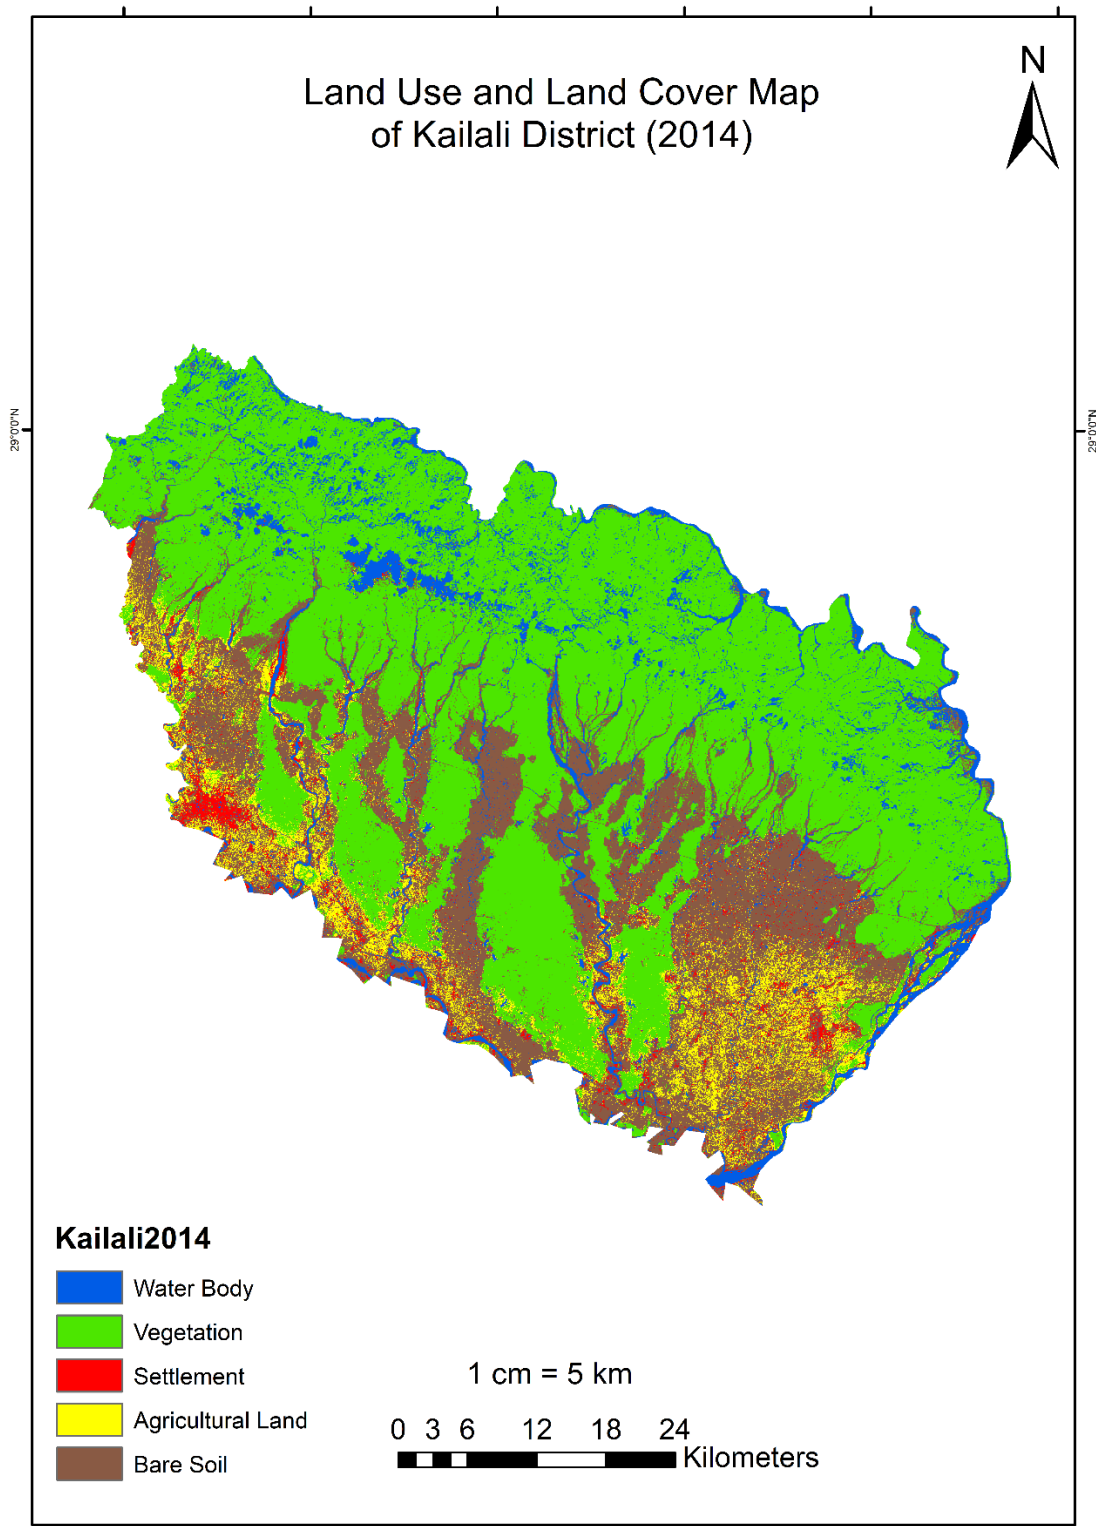 N
Land Use and Land Cover Map
of Kailali District (2014)
29°0'0"N
29°0'0"N
Kailali2014
Water Body
Vegetation
Settlement
Agricultural Land
Bare Soil
1 cm = 5 km
0 3 6 12 18 24
Kilometers